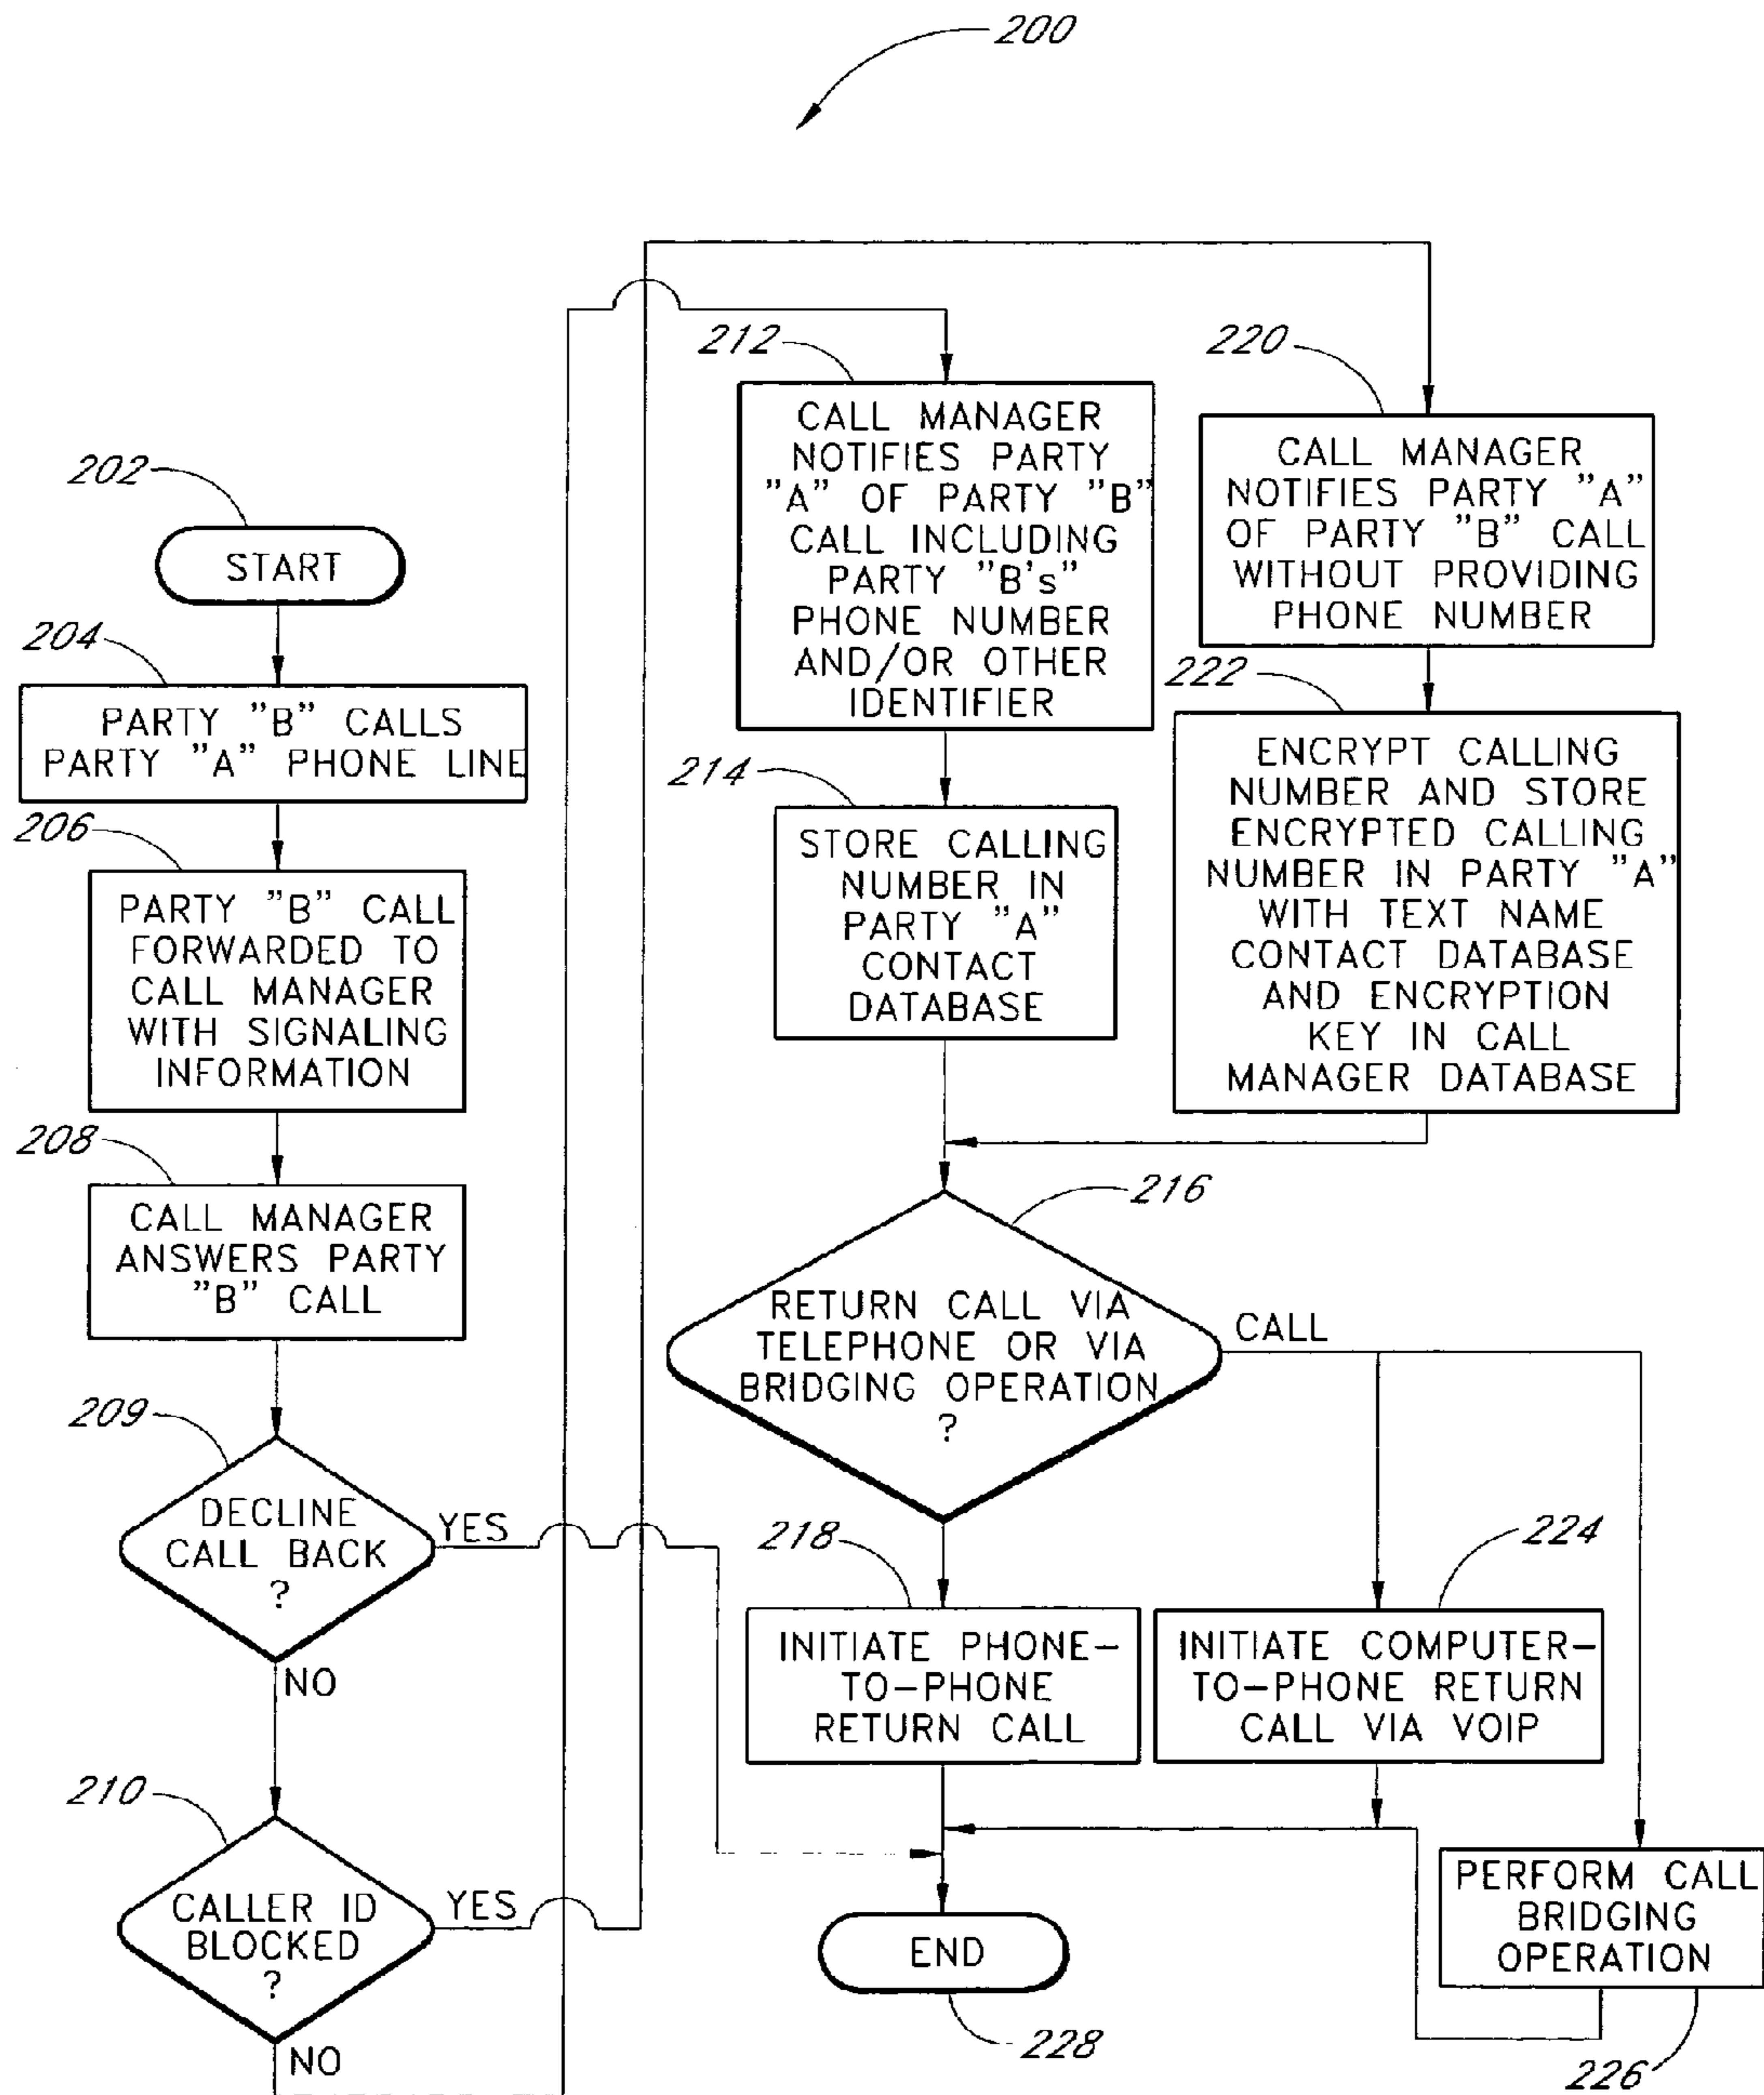 200
202
START
204
PARTY "B" CALLS
PARTY "A" PHONE LINE
206
PARTY "B" CALL
FORWARDED TO
CALL MANAGER
WITH SIGNALING
INFORMATION
208
CALL MANAGER
ANSWERS PARTY
"B" CALL
209
DECLINE
CALL BACK
?
YES
NO
210
CALLER ID
BLOCKED
?
YES
NO
212
CALL MANAGER
NOTIFIES PARTY
"A" OF PARTY "B"
CALL INCLUDING
PARTY "B's"
PHONE NUMBER
AND/OR OTHER
IDENTIFIER
214
STORE CALLING
NUMBER IN
PARTY "A"
CONTACT
DATABASE
220
CALL MANAGER
NOTIFIES PARTY "A"
OF PARTY "B" CALL
WITHOUT PROVIDING
PHONE NUMBER
222
ENCRYPT CALLING
NUMBER AND STORE
ENCRYPTED CALLING
NUMBER IN PARTY "A"
WITH TEXT NAME
CONTACT DATABASE
AND ENCRYPTION
KEY IN CALL
MANAGER DATABASE
216
RETURN CALL VIA
TELEPHONE OR VIA
BRIDGING OPERATION
?
CALL
218
INITIATE PHONE-
TO-PHONE
RETURN CALL
224
INITIATE COMPUTER-
TO-PHONE RETURN
CALL VIA VOIP
PERFORM CALL
BRIDGING
OPERATION
226
END
228